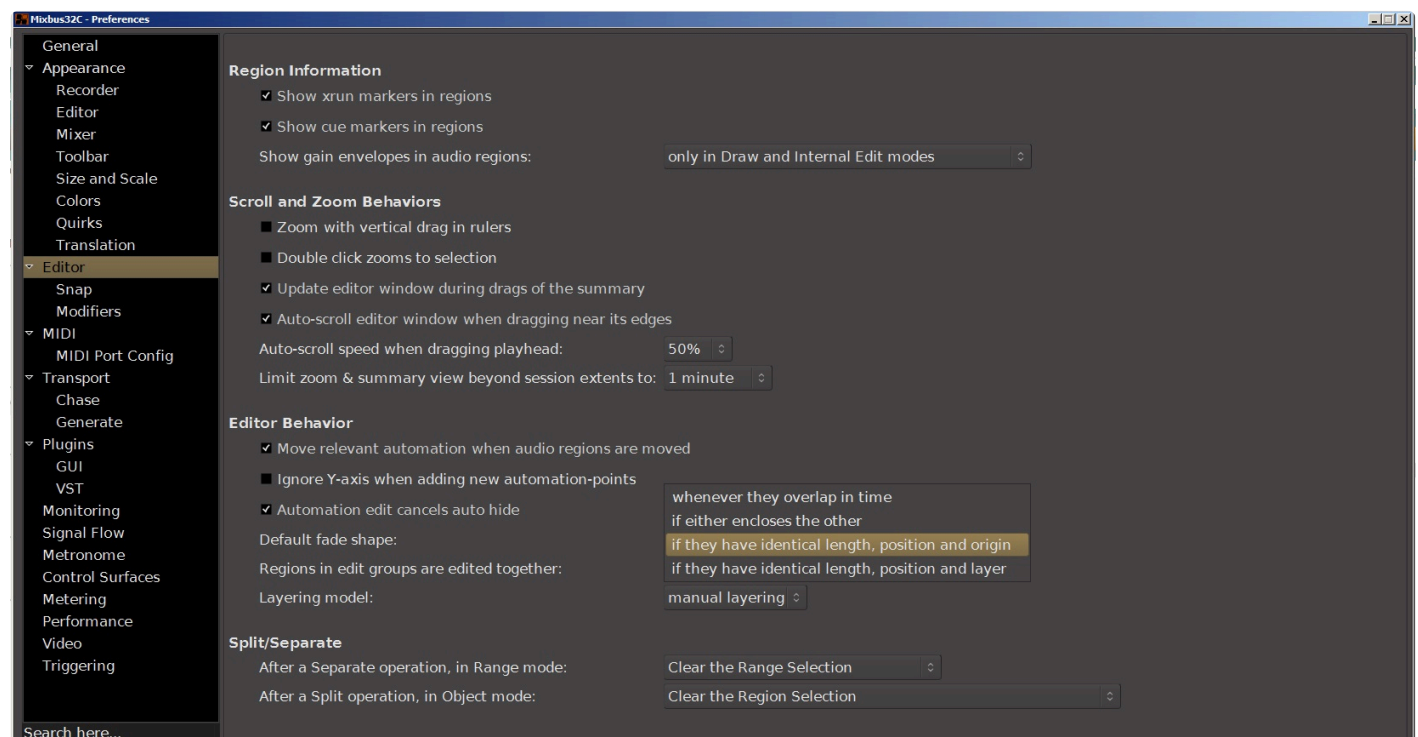 Mixbus32C - Preferences
General
Appearance
Recorder
Editor
Mixer
Toolbar
Size and Scale
Colors
Quirks
Translation
Editor
Snap
Modifiers
MIDI
MIDI Port Config
Transport
Chase
Generate
Plugins
GUI
VST
Monitoring
Signal Flow
Metronome
Control Surfaces
Metering
Performance
Video
Triggering
Search here...
Region Information
Show xrun markers in regions
Show cue markers in regions
Show gain envelopes in audio regions: only in Draw and Internal Edit modes
Scroll and Zoom Behaviors
Zoom with vertical drag in rulers
Double click zooms to selection
Update editor window during drags of the summary
Auto-scroll editor window when dragging near its edges
Auto-scroll speed when dragging playhead: 50%
Limit zoom & summary view beyond session extents to: 1 minute
Editor Behavior
Move relevant automation when audio regions are moved
Ignore Y-axis when adding new automation-points
Automation edit cancels auto hide
Default fade shape:
Regions in edit groups are edited together:
whenever they overlap in time
if either encloses the other
if they have identical length, position and origin
if they have identical length, position and layer
Layering model: manual layering
Split/Separate
After a Separate operation, in Range mode: Clear the Range Selection
After a Split operation, in Object mode: Clear the Region Selection